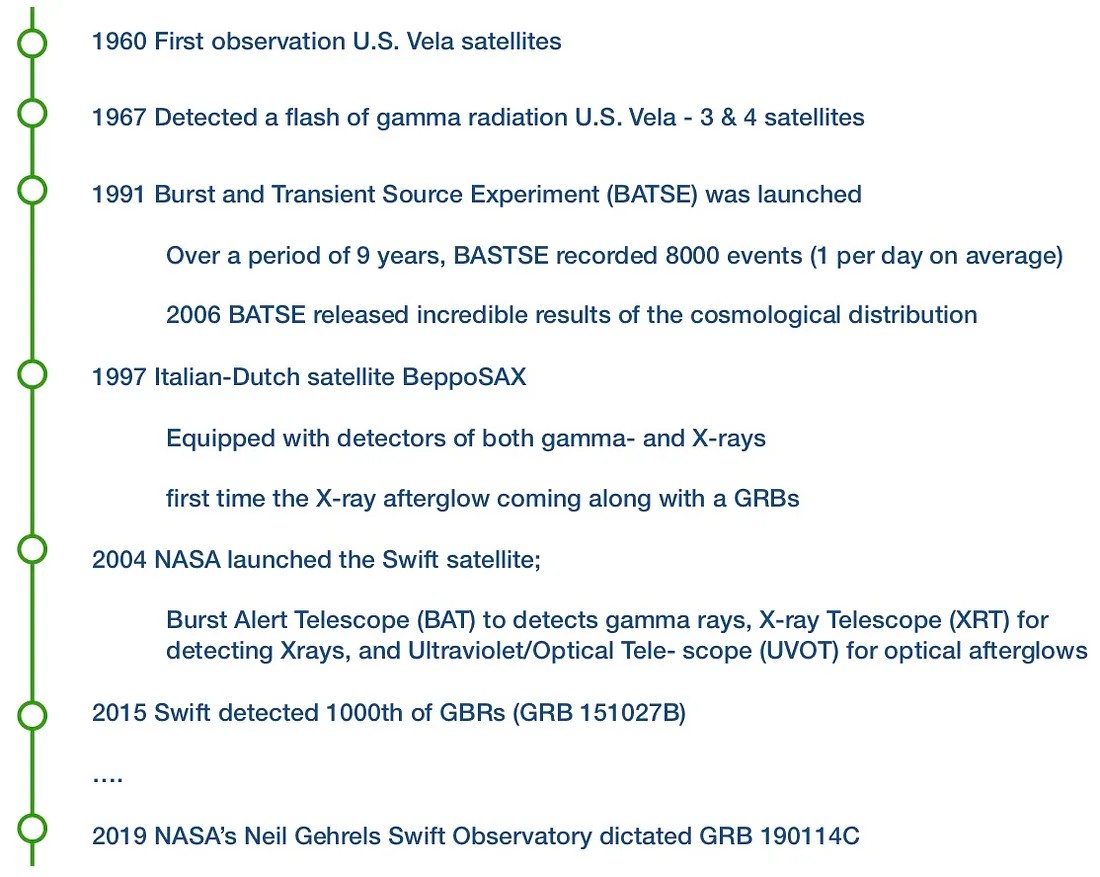 1960 First observation U.S. Vela satellites
1967 Detected a flash of gamma radiation U.S. Vela - 3 & 4 satellites
1991 Burst and Transient Source Experiment (BATSE) was launched
Over a period of 9 years, BASTSE recorded 8000 events (1 per day on average)
2006 BATSE released incredible results of the cosmological distribution
1997 Italian-Dutch satellite BeppoSAX
Equipped with detectors of both gamma- and X-rays
first time the X-ray afterglow coming along with a GRBs
2004 NASA launched the Swift satellite;
Burst Alert Telescope (BAT) to detects gamma rays, X-ray Telescope (XRT) for
detecting Xrays, and Ultraviolet/Optical Tele- scope (UVOT) for optical afterglows
2015 Swift detected 1000th of GBRs (GRB 151027B)
....
2019 NASA’s Neil Gehrels Swift Observatory dictated GRB 190114C